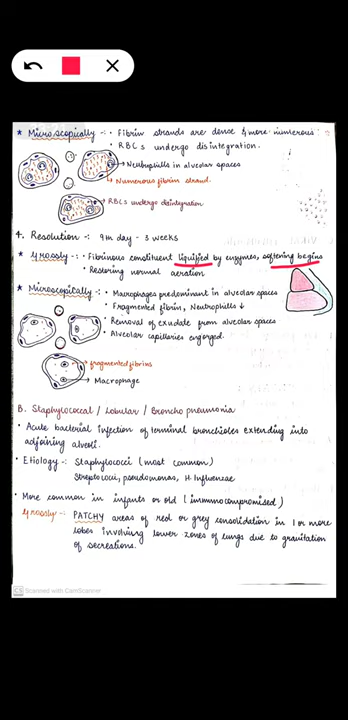 * Microscopically :- • Fibrin strands are dense & more numerous
• RBCs undergo disintegration.
Neutrophills in alveolar spaces
Numerous fibrin strand.
RBCs undergo deintegration
4. Resolution :- 9th day - 3 weeks
* Grossly :- • Fibrinous constituent liquified by enzymes, softening begins
• Restoring normal aeration
* Microscopically :- • Macrophages predominant in alveolar spaces
• Fragmented fibrin, Neutrophills ↓
• Removal of exudate from alveolar spaces
• Alveolar capillaries engorged.
fragmented fibrins
Macrophage
B. Staphylococcal / Lobular / Broncho pneumonia
• Acute bacterial infection of terminal bronchioles extending into
adjoining alveoli.
• Etiology :- Staphylococci (most common)
Streptococci, pseudomonas, H. Influenzae
• More common in infants or old (immunocompromised)
Grossly :- PATCHY areas of red or grey consolidation in 1 or more
lobes involving lower zones of lungs due to gravitation
of secreations.
CS Scanned with CamScanner